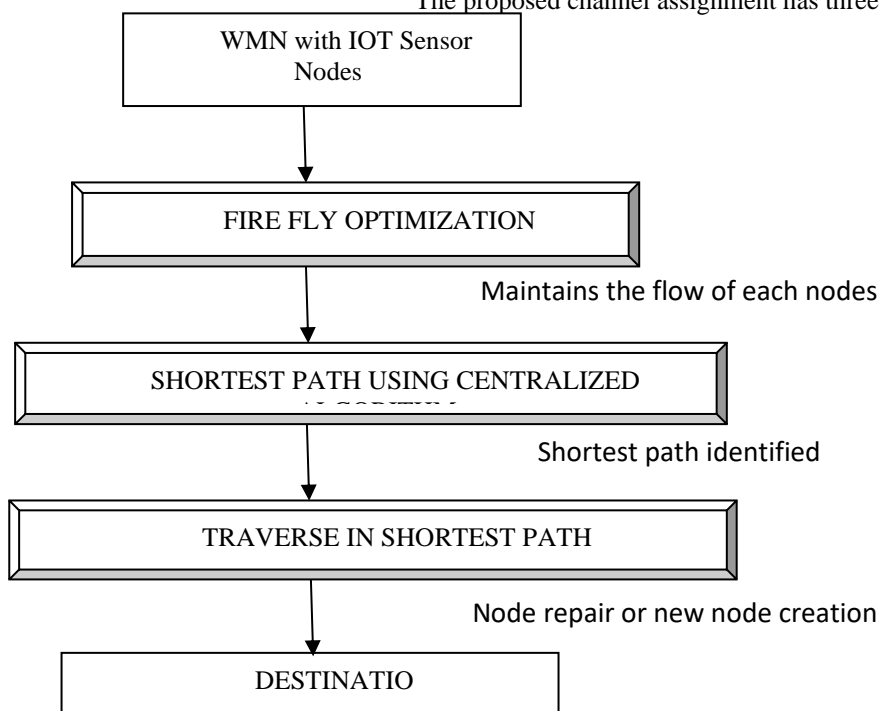 The proposed channel assignment has three
WMN with IOT Sensor
Nodes
FIRE FLY OPTIMIZATION
Maintains the flow of each nodes
SHORTEST PATH USING CENTRALIZED
Shortest path identified
TRAVERSE IN SHORTEST PATH
Node repair or new node creation
DESTINATIO